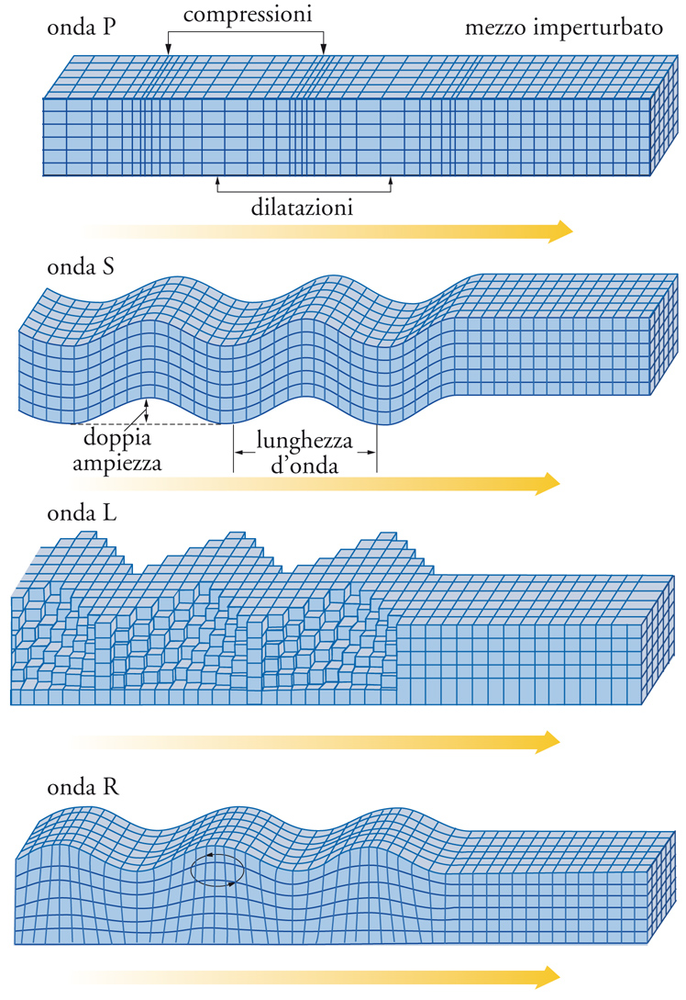 onda P
compressioni
mezzo imperturbato
dilatazioni
onda S
doppia
ampiezza
lunghezza
d’onda
onda L
onda R